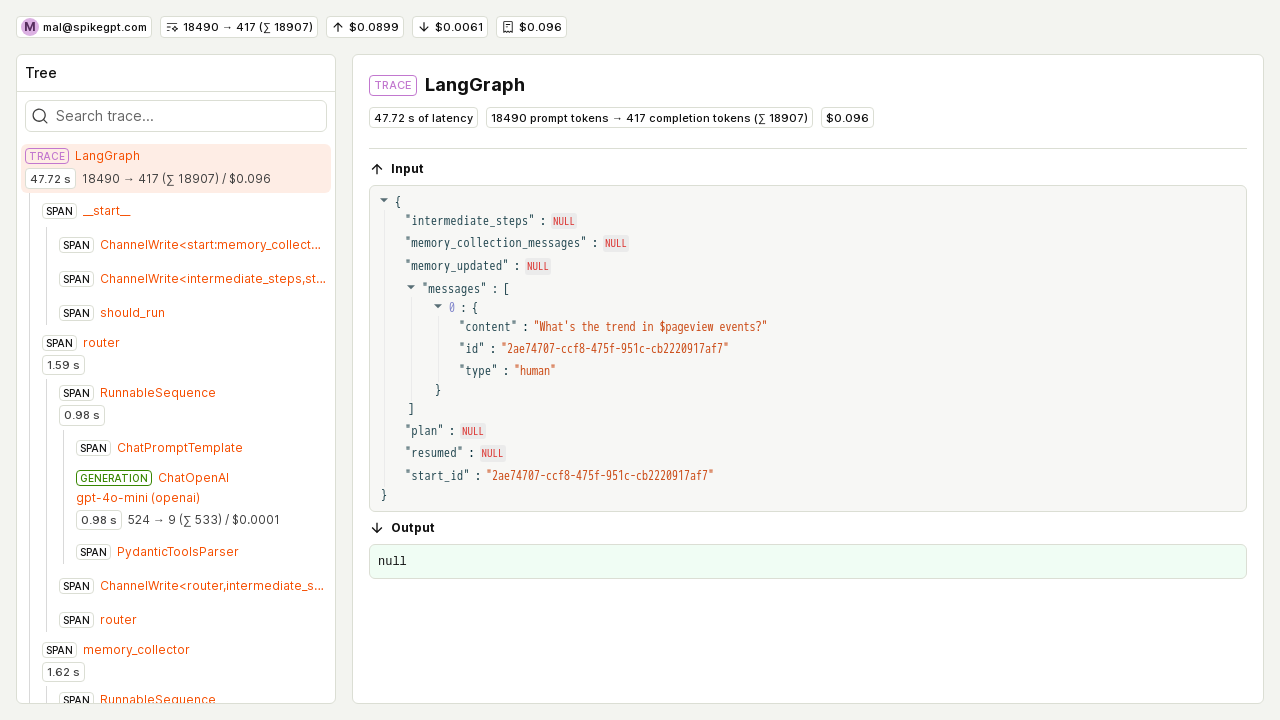 M mal@spikegpt.com 18490 → 417 (∑ 18907) ↑ $0.0899 ↓ $0.0061 $0.096
Tree
Search trace...
TRACE LangGraph
47.72 s 18490 → 417 (∑ 18907) / $0.096
SPAN __start__
SPAN ChannelWrite<start:memory_collect...
SPAN ChannelWrite<intermediate_steps,st...
SPAN should_run
SPAN router
1.59 s
SPAN RunnableSequence
0.98 s
SPAN ChatPromptTemplate
GENERATION ChatOpenAI
gpt-4o-mini (openai)
0.98 s 524 → 9 (∑ 533) / $0.0001
SPAN PydanticToolsParser
SPAN ChannelWrite<router,intermediate_s...
SPAN router
SPAN memory_collector
1.62 s
SPAN RunnableSequence
TRACE LangGraph
47.72 s of latency 18490 prompt tokens → 417 completion tokens (∑ 18907) $0.096
↑ Input
{
"intermediate_steps" : NULL
"memory_collection_messages" : NULL
"memory_updated" : NULL
"messages" : [
0 : {
"content" : "What's the trend in $pageview events?"
"id" : "2ae74707-ccf8-475f-951c-cb2220917af7"
"type" : "human"
}
]
"plan" : NULL
"resumed" : NULL
"start_id" : "2ae74707-ccf8-475f-951c-cb2220917af7"
}
↓ Output
null